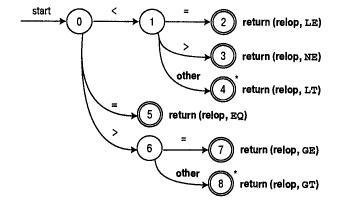 start 0 < 1 = 2 return (relop, LE)
> 3 return (relop, NE)
other 4 * return (relop, LT)
= 5 return (relop, EQ)
> 6 = 7 return (relop, GE)
other 8 * return (relop, GT)